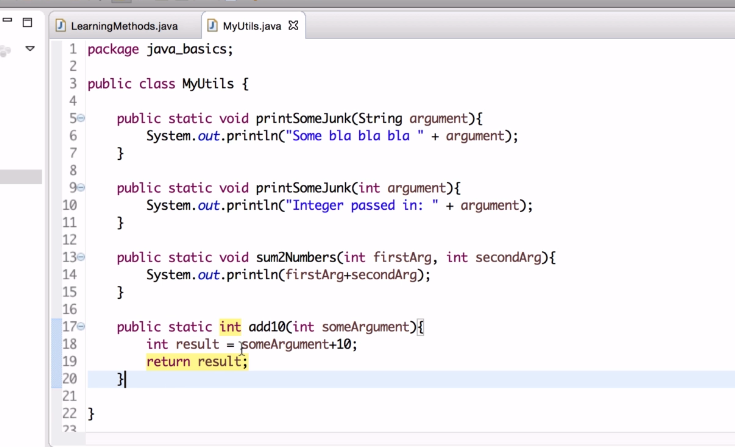 LearningMethods.java MyUtils.java
1 package java_basics;
2
3 public class MyUtils {
4
5 public static void printSomeJunk(String argument){
6 System.out.println("Some bla bla bla " + argument);
7 }
8
9 public static void printSomeJunk(int argument){
10 System.out.println("Integer passed in: " + argument);
11 }
12
13 public static void sum2Numbers(int firstArg, int secondArg){
14 System.out.println(firstArg+secondArg);
15 }
16
17 public static int add10(int someArgument){
18 int result = someArgument+10;
19 return result;
20 }
21
22 }
23